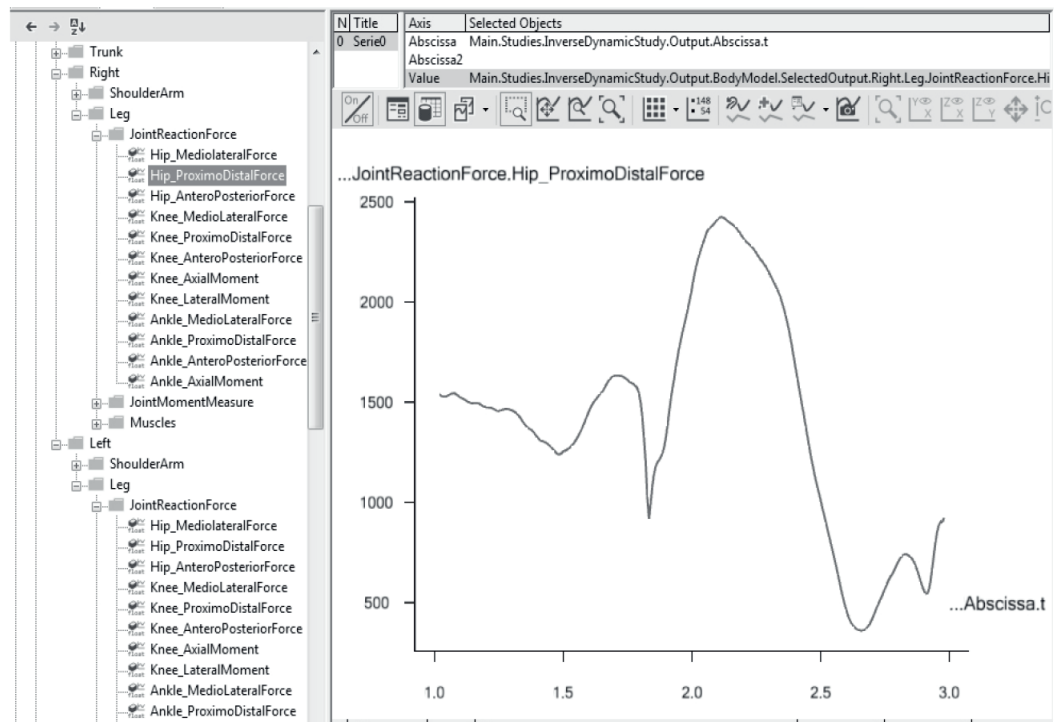 Trunk
Right
ShoulderArm
Leg
JointReactionForce
Hip_MediolateralForce
Hip_ProximoDistalForce
Hip_AnteroPosteriorForce
Knee_MedioLateralForce
Knee_ProximoDistalForce
Knee_AnteroPosteriorForce
Knee_AxialMoment
Knee_LateralMoment
Ankle_MedioLateralForce
Ankle_ProximoDistalForce
Ankle_AnteroPosteriorForce
Ankle_AxialMoment
JointMomentMeasure
Muscles
Left
ShoulderArm
Leg
JointReactionForce
Hip_MediolateralForce
Hip_ProximoDistalForce
Hip_AnteroPosteriorForce
Knee_MedioLateralForce
Knee_ProximoDistalForce
Knee_AnteroPosteriorForce
Knee_AxialMoment
Knee_LateralMoment
Ankle_MedioLateralForce
Ankle_ProximoDistalForce
N Title Axis Selected Objects
0 Serie0 Abscissa Main.Studies.InverseDynamicStudy.Output.Abscissa.t
Abscissa2
Value Main.Studies.InverseDynamicStudy.Output.BodyModel.SelectedOutput.Right.Leg.JointReactionForce.Hi
On/Off 148 54 Y X Z X Z Y
...JointReactionForce.Hip_ProximoDistalForce
2500
2000
1500
1000
500
...Abscissa.t
1.0 1.5 2.0 2.5 3.0